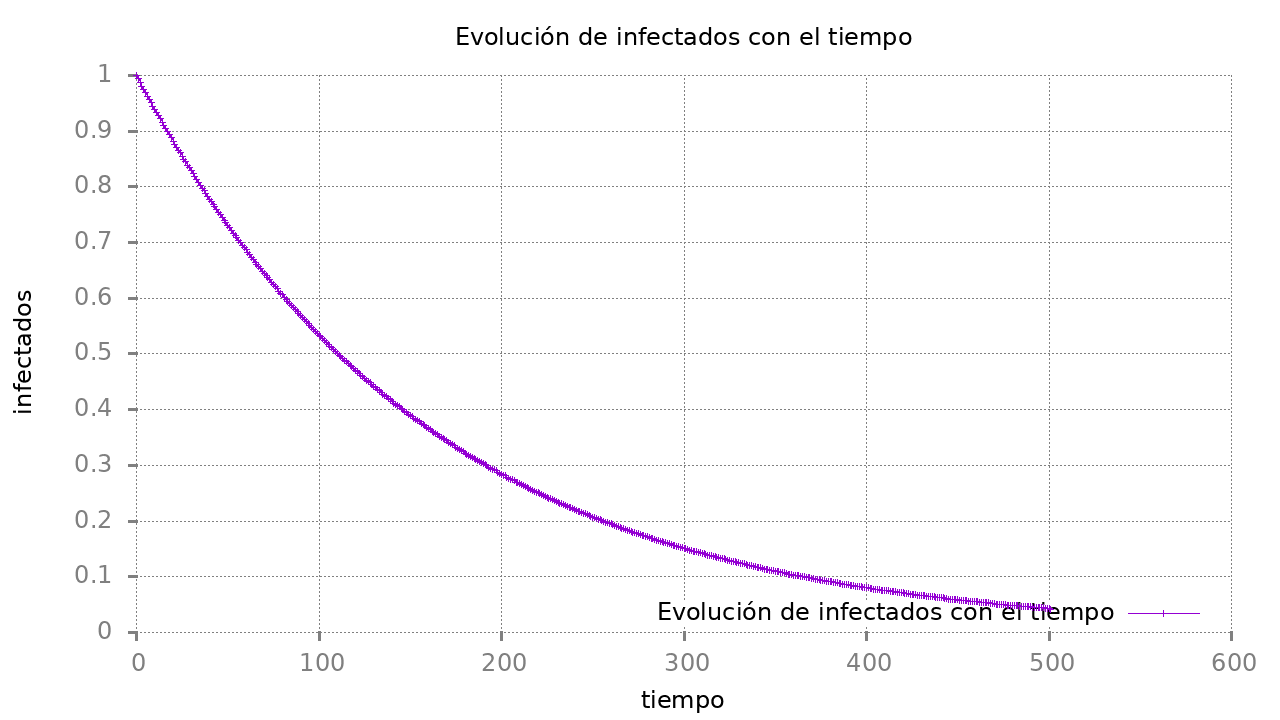 Evolución de infectados con el tiempo
1
0.9
0.8
0.7
0.6
0.5
0.4
0.3
0.2
0.1
0
infectados
Evolución de infectados con el tiempo
0 100 200 300 400 500 600
tiempo